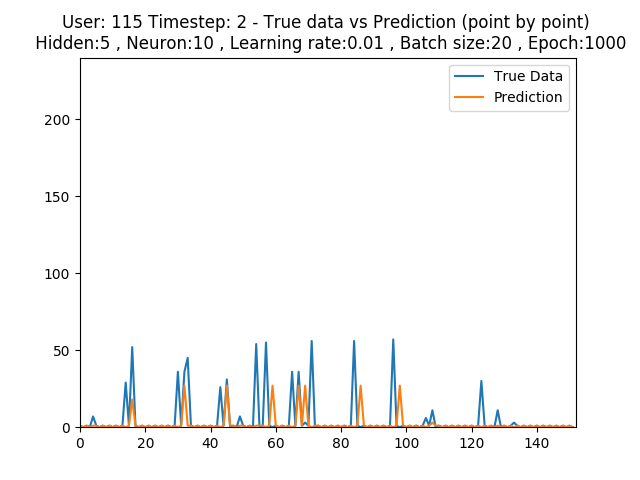 User: 115 Timestep: 2 - True data vs Prediction (point by point)
Hidden:5 , Neuron:10 , Learning rate:0.01 , Batch size:20 , Epoch:1000
True Data
Prediction
200
150
100
50
0
0 20 40 60 80 100 120 140